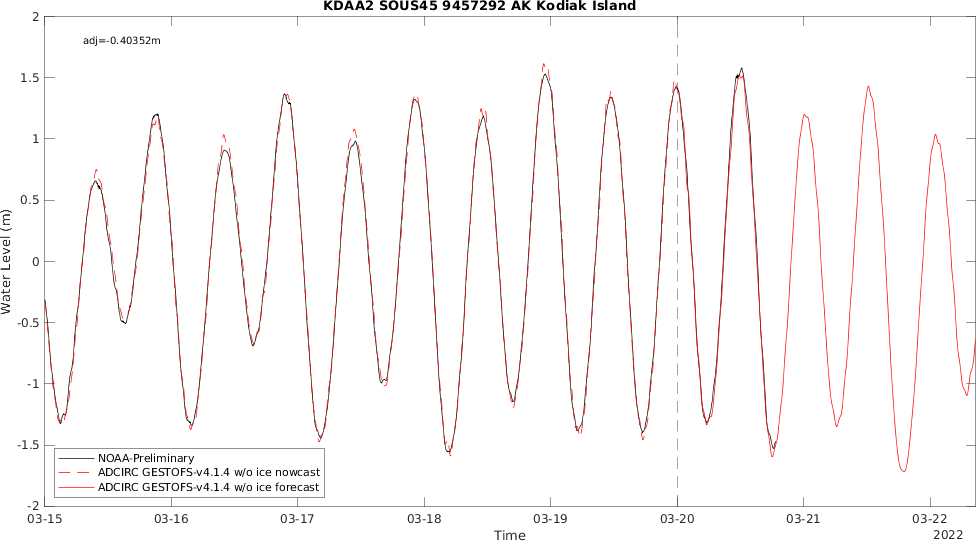 KDAA2 SOUS45 9457292 AK Kodiak Island
adj=-0.40352m
Water Level (m)
2
1.5
1
0.5
0
-0.5
-1
-1.5
-2
NOAA-Preliminary
ADCIRC GESTOFS-v4.1.4 w/o ice nowcast
ADCIRC GESTOFS-v4.1.4 w/o ice forecast
03-15 03-16 03-17 03-18 03-19 03-20 03-21 03-22
Time
2022